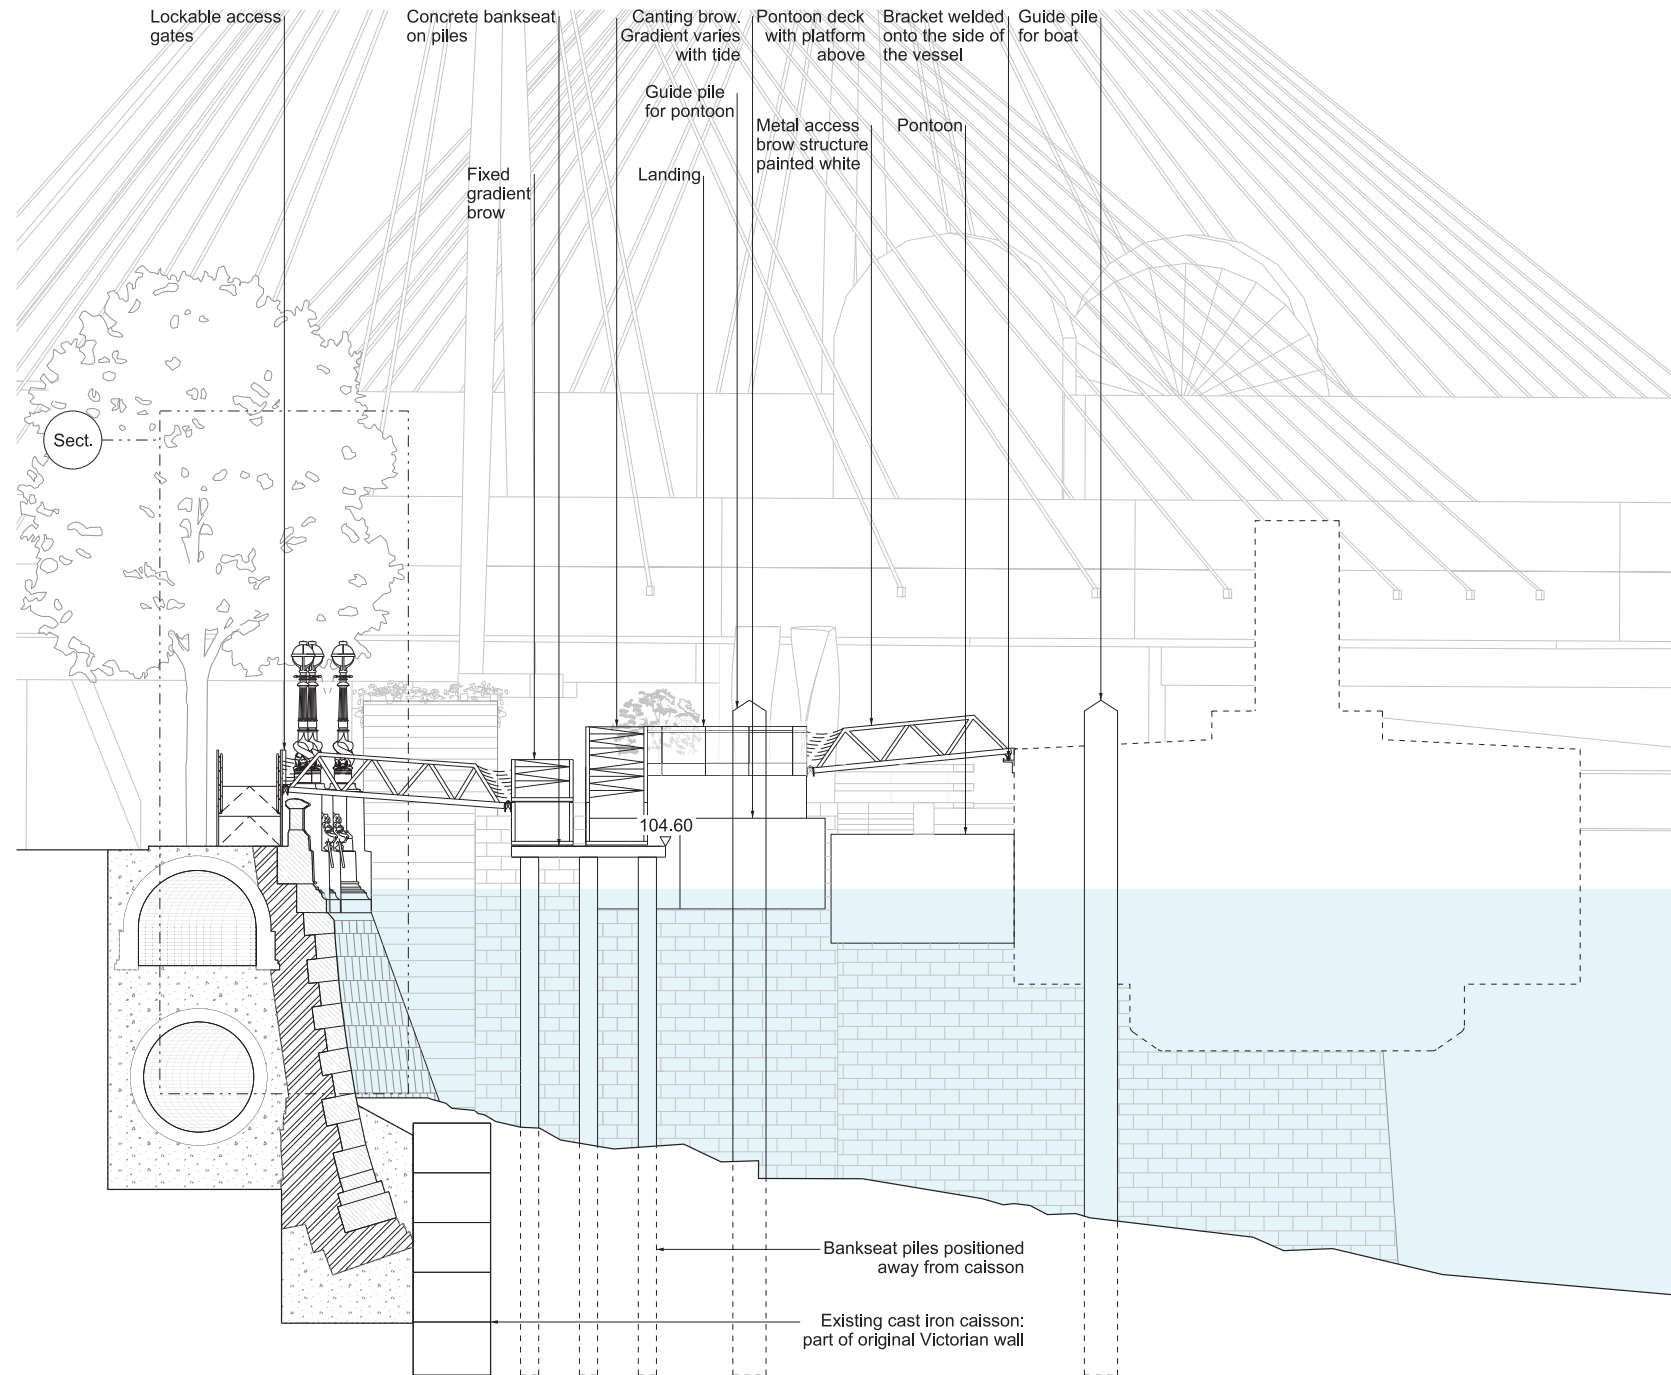 Lockable access
gates
Concrete bankseat
on piles
Canting brow.
Gradient varies
with tide
Pontoon deck
with platform
above
Bracket welded
onto the side of
the vessel
Guide pile
for boat
Guide pile
for pontoon
Metal access
brow structure
painted white
Pontoon
Fixed
gradient
brow
Landing
Sect.
104.60
Bankseat piles positioned
away from caisson
Existing cast iron caisson:
part of original Victorian wall